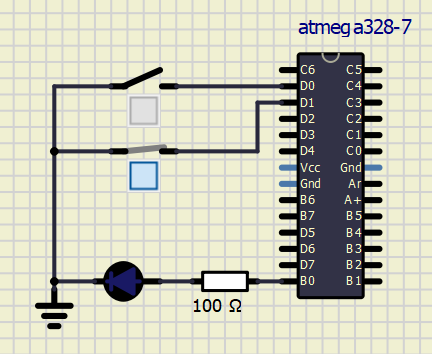 atmega328-7
C6 C5
D0 C4
D1 C3
D2 C2
D3 C1
D4 C0
Vcc Gnd
Gnd Ar
B6 A+
B7 B5
D5 B4
D6 B3
D7 B2
B0 B1
100 Ω